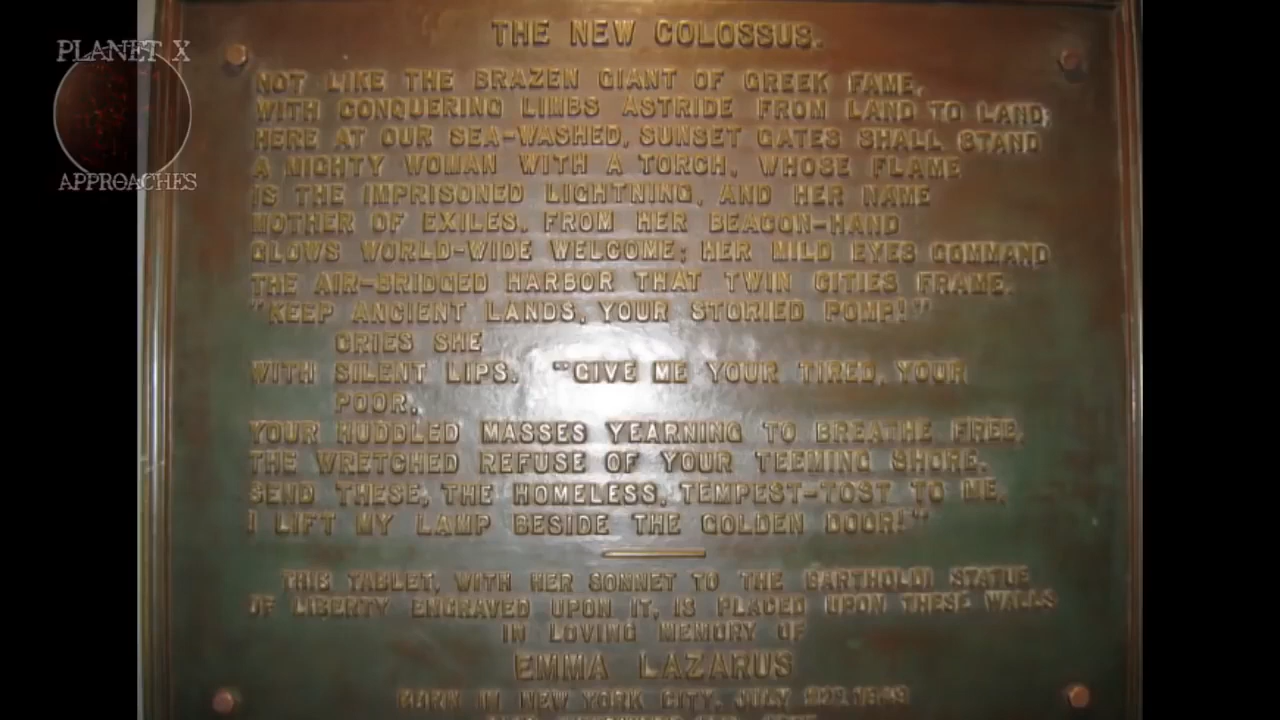 PLANET X
APPROACHES
THE NEW COLOSSUS.
NOT LIKE THE BRAZEN GIANT OF GREEK FAME,
WITH CONQUERING LIMBS ASTRIDE FROM LAND TO LAND;
HERE AT OUR SEA-WASHED, SUNSET GATES SHALL STAND
A MIGHTY WOMAN WITH A TORCH, WHOSE FLAME
IS THE IMPRISONED LIGHTNING, AND HER NAME
MOTHER OF EXILES. FROM HER BEACON-HAND
GLOWS WORLD-WIDE WELCOME; HER MILD EYES COMMAND
THE AIR-BRIDGED HARBOR THAT TWIN CITIES FRAME.
"KEEP ANCIENT LANDS, YOUR STORIED POMP!"
CRIES SHE
WITH SILENT LIPS. "GIVE ME YOUR TIRED, YOUR
POOR,
YOUR HUDDLED MASSES YEARNING TO BREATHE FREE,
THE WRETCHED REFUSE OF YOUR TEEMING SHORE.
SEND THESE, THE HOMELESS, TEMPEST-TOST TO ME,
I LIFT MY LAMP BESIDE THE GOLDEN DOOR!"
THIS TABLET, WITH HER SONNET TO THE BARTHOLDI STATUE
OF LIBERTY ENGRAVED UPON IT, IS PLACED UPON THESE WALLS
IN LOVING MEMORY OF
EMMA LAZARUS
BORN IN NEW YORK CITY, JULY